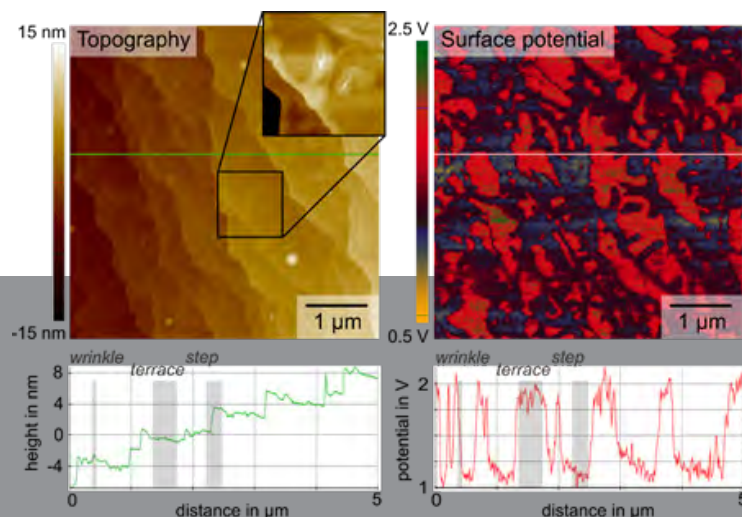 15 nm
Topography
-15 nm
1 µm
2.5 V
Surface potential
0.5 V
1 µm
wrinkle
terrace
step
height in nm
8
4
0
-4
0
5
distance in µm
wrinkle
terrace
step
potential in V
2
1
0
5
distance in µm